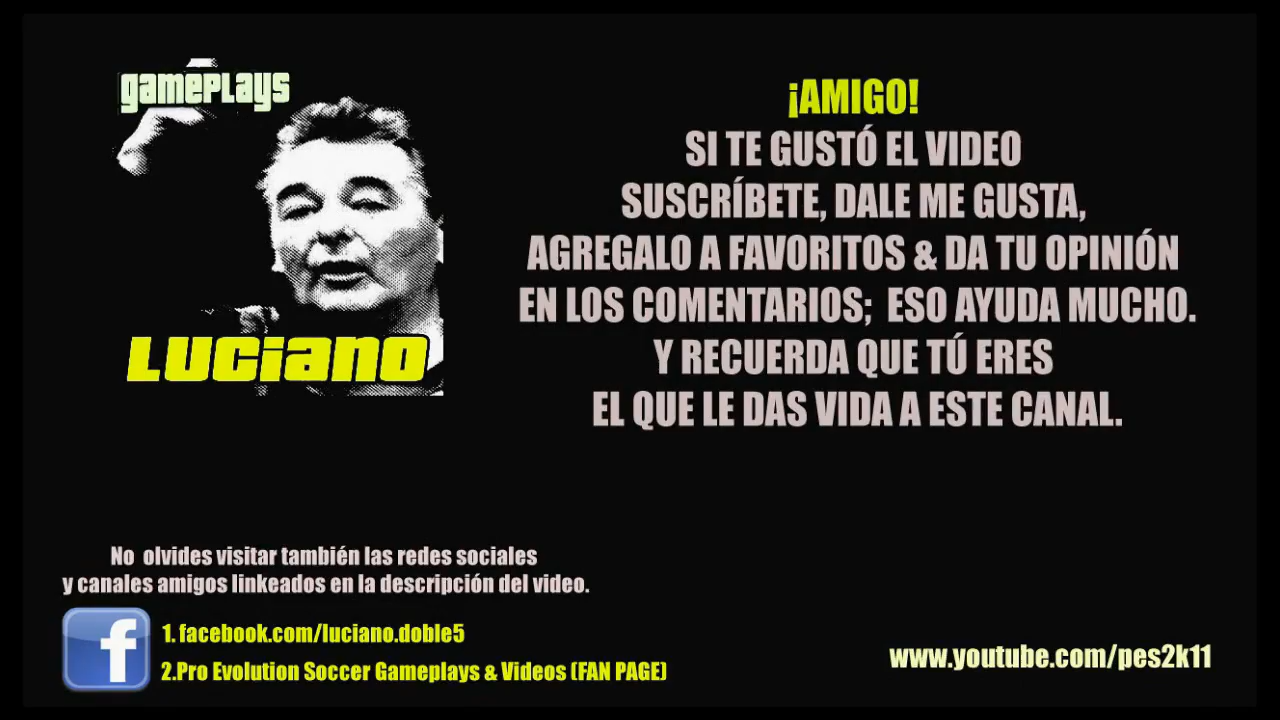 gamePLays
LUCiano
¡AMIGO!
SI TE GUSTÓ EL VIDEO
SUSCRÍBETE, DALE ME GUSTA,
AGREGALO A FAVORITOS & DA TU OPINIÓN
EN LOS COMENTARIOS; ESO AYUDA MUCHO.
Y RECUERDA QUE TÚ ERES
EL QUE LE DAS VIDA A ESTE CANAL.
No olvides visitar también las redes sociales
y canales amigos linkeados en la descripción del video.
f
1. facebook.com/luciano.doble5
2.Pro Evolution Soccer Gameplays & Videos (FAN PAGE)
www.youtube.com/pes2k11